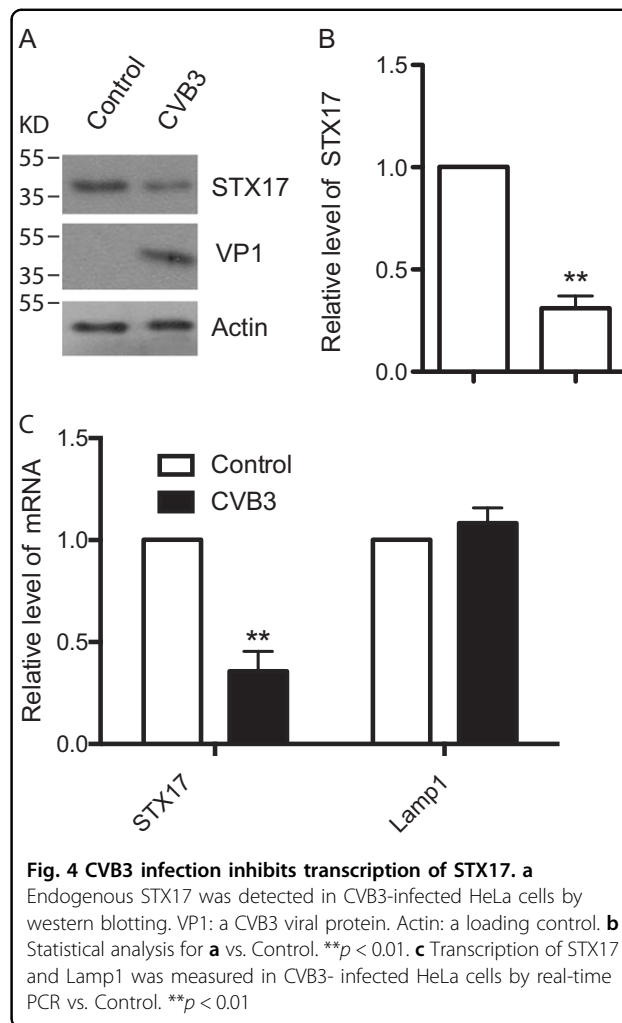 A
Control
CVB3
KD
55
35
STX17
55
35
VP1
55
Actin
B
Relative level of STX17
1.0
0.5
0.0
**
C
Relative level of mRNA
1.5
1.0
0.5
0.0
Control
CVB3
**
STX17
Lamp1
Fig. 4 CVB3 infection inhibits transcription of STX17. a
Endogenous STX17 was detected in CVB3-infected HeLa cells by
western blotting. VP1: a CVB3 viral protein. Actin: a loading control. b
Statistical analysis for a vs. Control. **p < 0.01. c Transcription of STX17
and Lamp1 was measured in CVB3- infected HeLa cells by real-time
PCR vs. Control. **p < 0.01